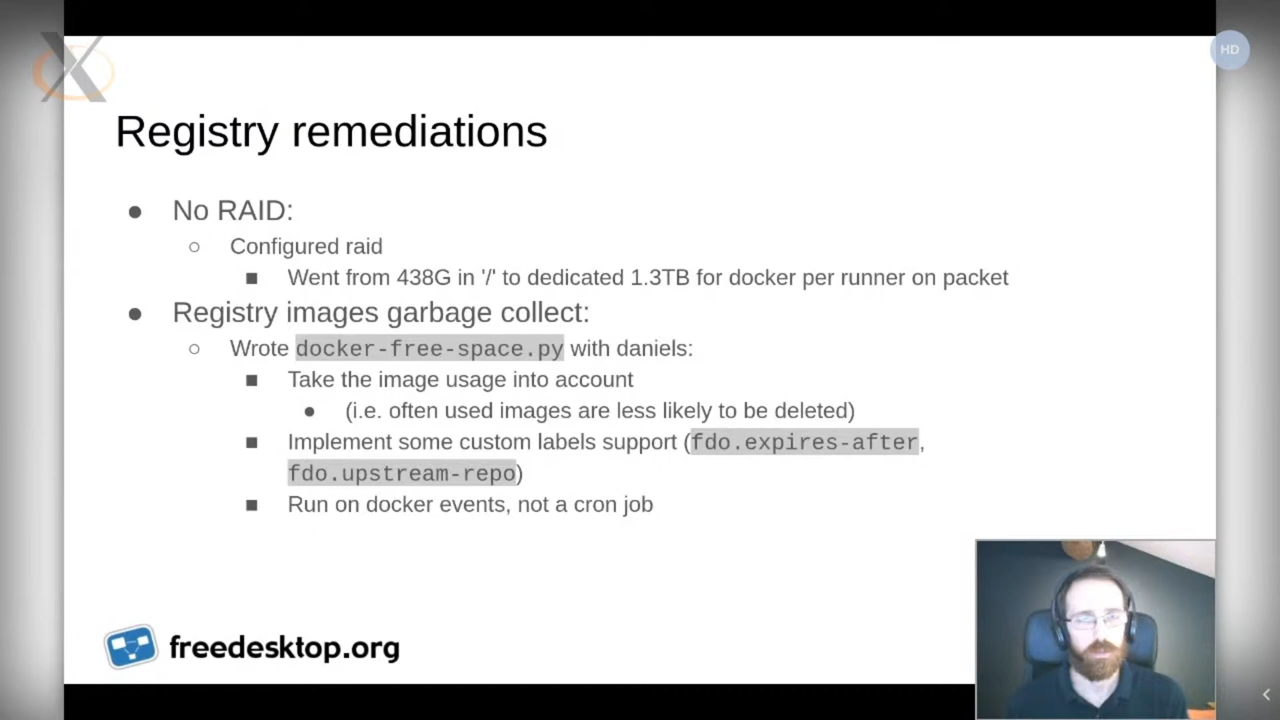 HD
Registry remediations
● No RAID:
○ Configured raid
■ Went from 438G in '/' to dedicated 1.3TB for docker per runner on packet
● Registry images garbage collect:
○ Wrote docker-free-space.py with daniels:
■ Take the image usage into account
● (i.e. often used images are less likely to be deleted)
■ Implement some custom labels support (fdo.expires-after,
fdo.upstream-repo)
■ Run on docker events, not a cron job
freedesktop.org